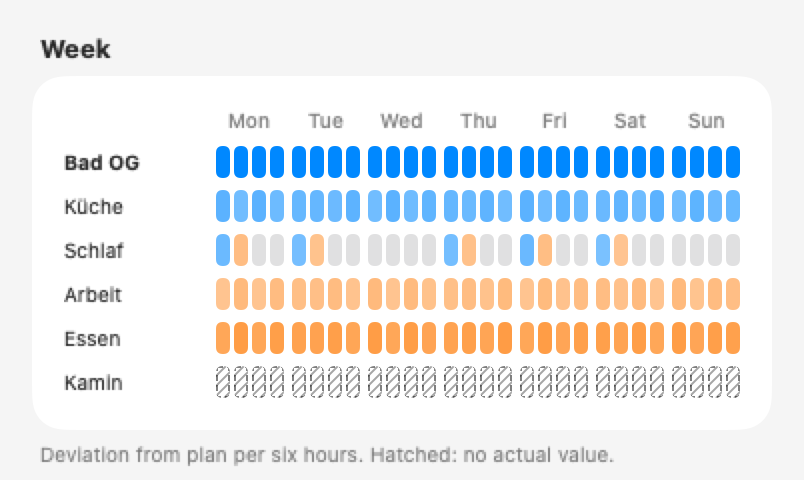 Week
Mon Tue Wed Thu Fri Sat Sun
Bad OG
Küche
Schlaf
Arbeit
Essen
Kamin
Deviation from plan per six hours. Hatched: no actual value.